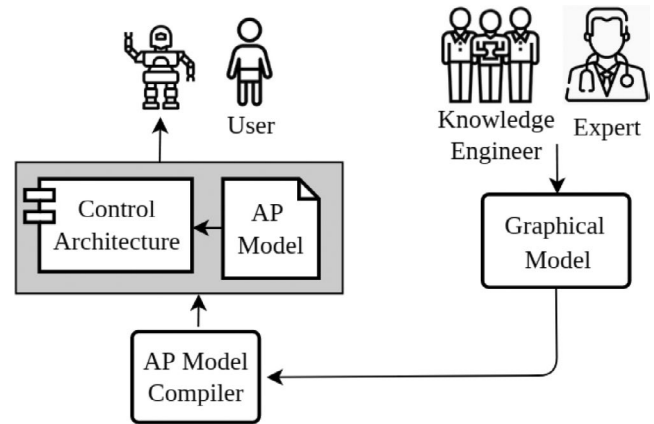 User
Knowledge
Engineer
Expert
Control
Architecture
AP
Model
Graphical
Model
AP Model
Compiler